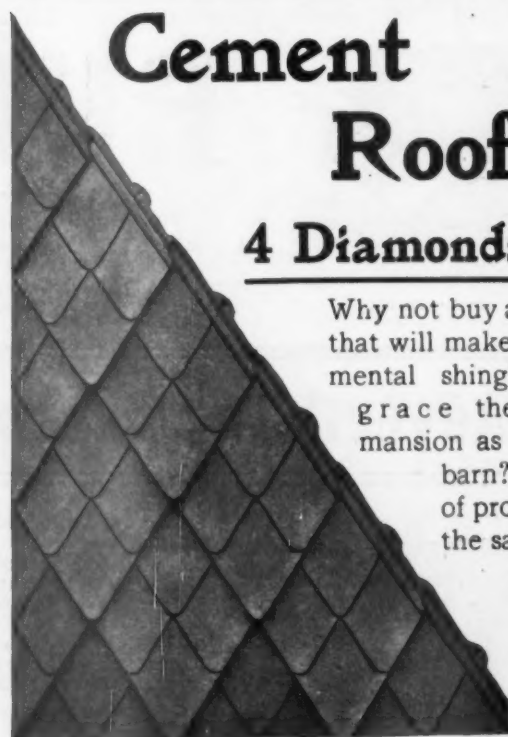 Cement
Roof
4 Diamonds
Why not buy a
that will make
mental shing
grace the
mansion as
barn?
of pro
the sa